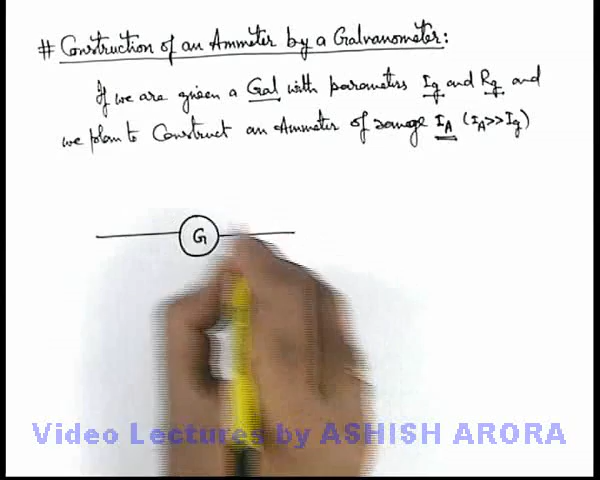 # Construction of an Ammeter by a Galvanometer:
If we are given a Gal with parameters Ig and Rg and
we plan to Construct an Ammeter of range IA (IA>>Ig)
G
Video Lectures by ASHISH ARORA